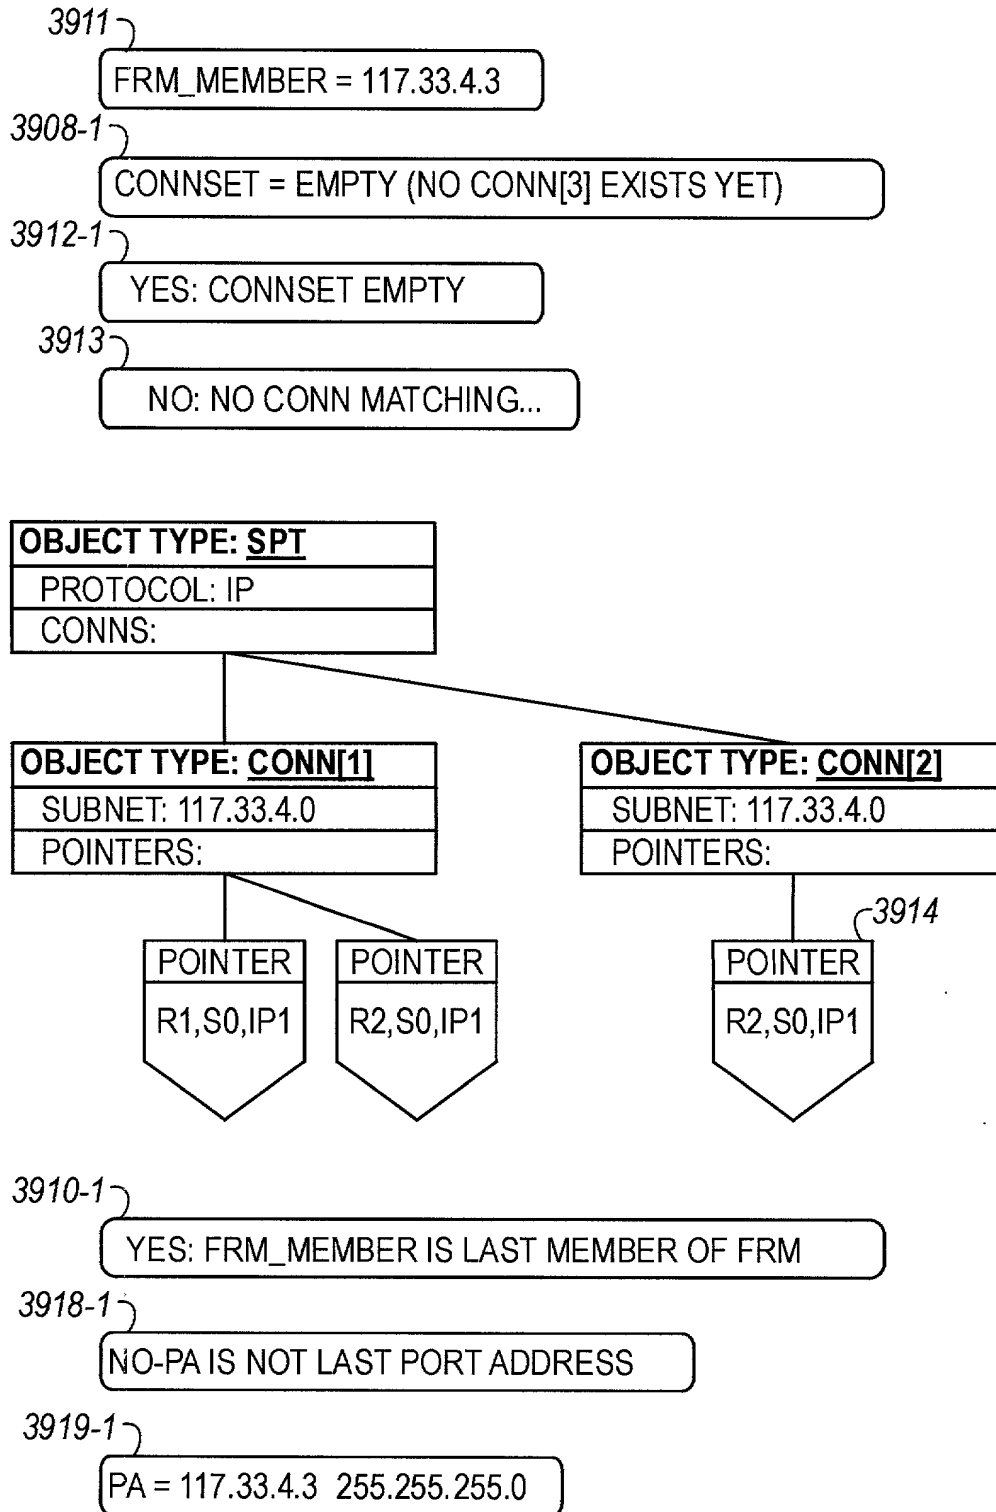 3911
FRM_MEMBER = 117.33.4.3
3908-1
CONNSET = EMPTY (NO CONN[3] EXISTS YET)
3912-1
YES: CONNSET EMPTY
3913
NO: NO CONN MATCHING...
OBJECT TYPE: SPT
PROTOCOL: IP
CONNS:
OBJECT TYPE: CONN[1]
SUBNET: 117.33.4.0
POINTERS:
OBJECT TYPE: CONN[2]
SUBNET: 117.33.4.0
POINTERS:
3914
POINTER
R1,S0,IP1
POINTER
R2,S0,IP1
POINTER
R2,S0,IP1
3910-1
YES: FRM_MEMBER IS LAST MEMBER OF FRM
3918-1
NO-PA IS NOT LAST PORT ADDRESS
3919-1
PA = 117.33.4.3 255.255.255.0